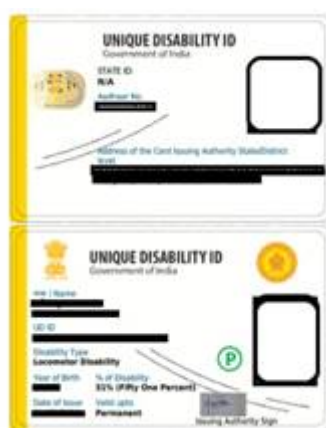 UNIQUE DISABILITY ID
Government of India
STATE ID
N/A
Aadhaar No.
Address of the Card Issuing Authority State/District
level
UNIQUE DISABILITY ID
Government of India
/ Name
UD ID
Disability Type
Locomotor Disability
Year of Birth % of Disability
51% (Fifty One Percent)
Date of Issue Valid upto
Permanent
P
Issuing Authority Sign